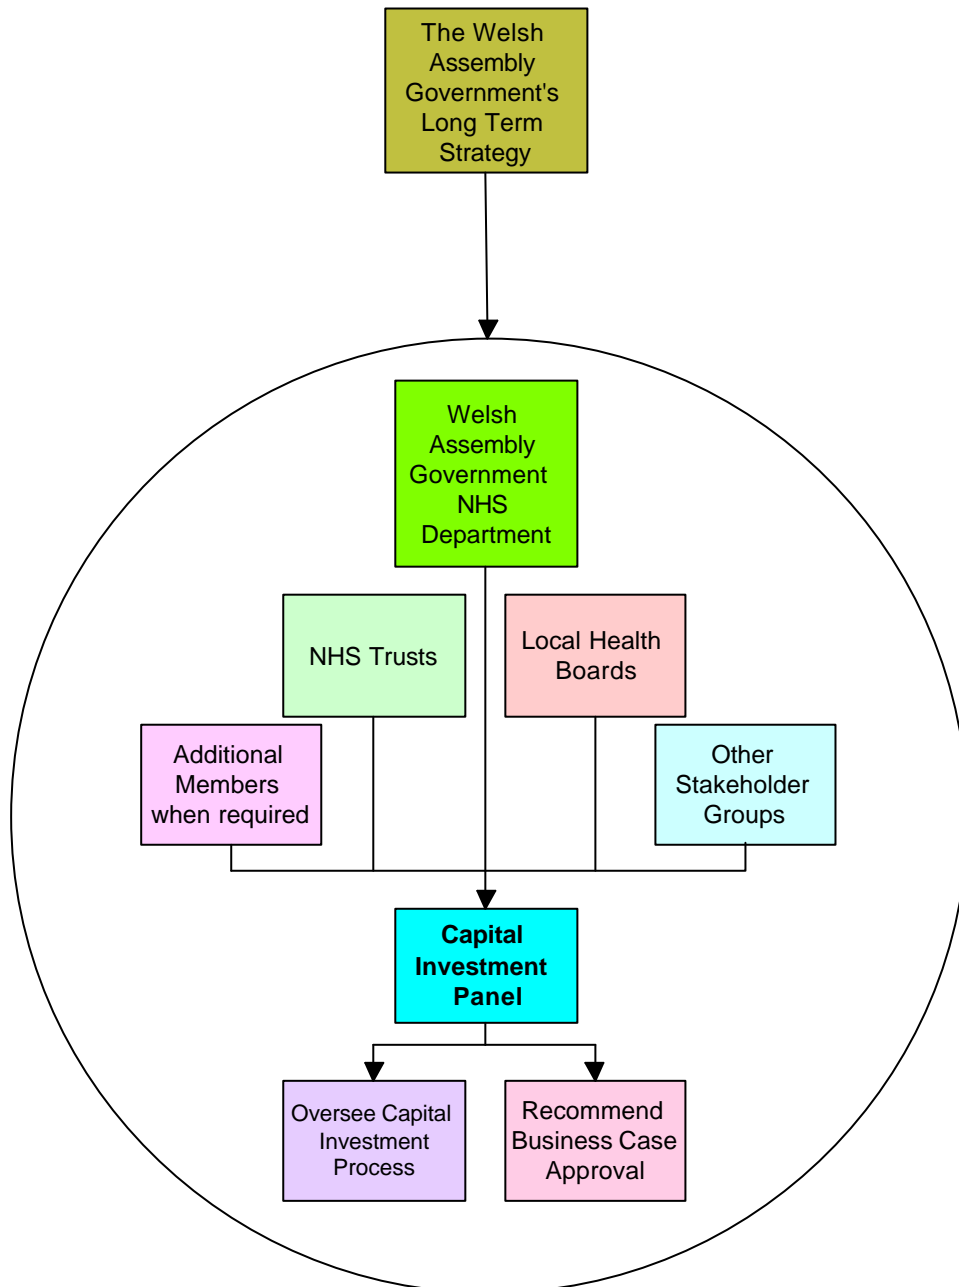 The Welsh
Assembly
Government's
Long Term
Strategy
Welsh
Assembly
Government
NHS
Department
NHS Trusts
Local Health
Boards
Additional
Members
when required
Other
Stakeholder
Groups
Capital
Investment
Panel
Oversee Capital
Investment
Process
Recommend
Business Case
Approval